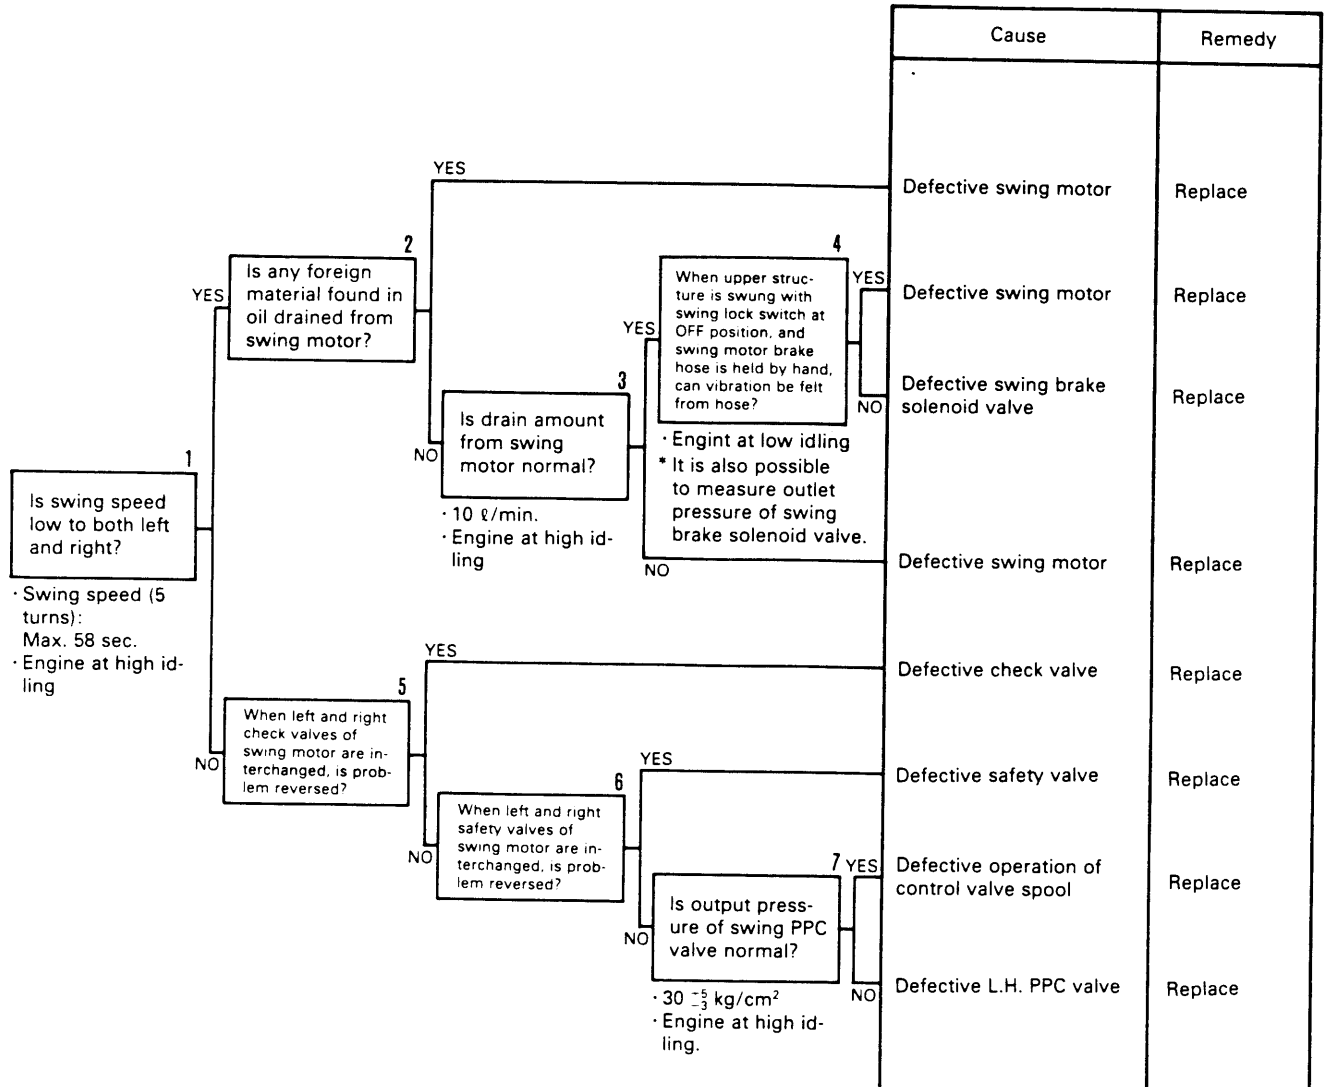 Cause
Remedy
YES
Defective swing motor
Replace
2
Is any foreign
material found in
oil drained from
swing motor?
YES
4
When upper struc-
ture is swung with
swing lock switch at
OFF position, and
swing motor brake
hose is held by hand,
can vibration be felt
from hose?
YES
Defective swing motor
Replace
YES
NO
Defective swing brake
solenoid valve
Replace
3
Is drain amount
from swing
motor normal?
NO
· 10 ℓ/min.
· Engine at high id-
ling
· Engint at low idling
* It is also possible
to measure outlet
pressure of swing
brake solenoid valve.
NO
Defective swing motor
Replace
1
Is swing speed
low to both left
and right?
· Swing speed (5
turns):
Max. 58 sec.
· Engine at high id-
ling
YES
Defective check valve
Replace
5
When left and right
check valves of
swing motor are in-
terchanged, is prob-
lem reversed?
NO
YES
Defective safety valve
Replace
6
When left and right
safety valves of
swing motor are in-
terchanged, is prob-
lem reversed?
NO
7
YES
Defective operation of
control valve spool
Replace
Is output press-
ure of swing PPC
valve normal?
NO
NO
Defective L.H. PPC valve
Replace
· 30 kg/cm²
· Engine at high id-
ling.